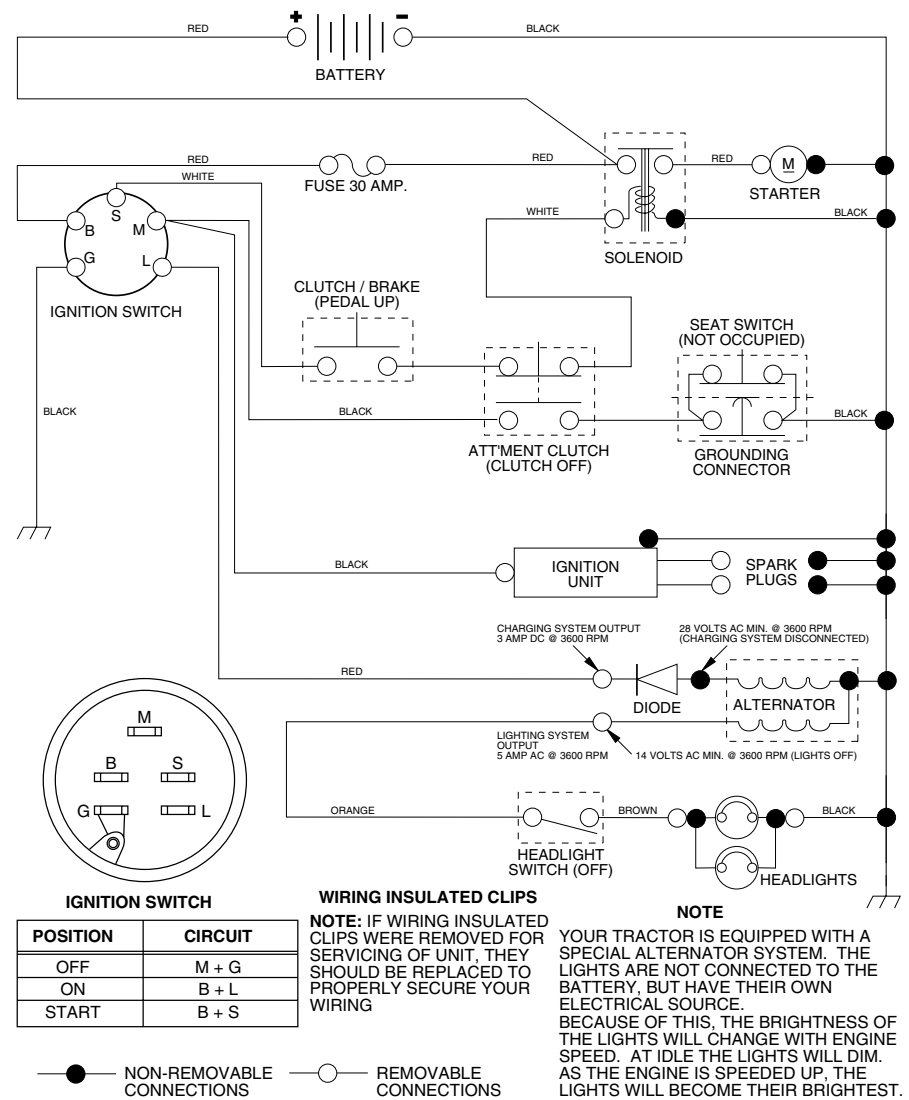 + -
RED
BLACK
BATTERY
RED
RED
RED
M
WHITE
FUSE 30 AMP.
STARTER
S
B
M
WHITE
BLACK
G
L
SOLENOID
IGNITION SWITCH
CLUTCH / BRAKE
(PEDAL UP)
SEAT SWITCH
(NOT OCCUPIED)
BLACK
BLACK
BLACK
ATT'MENT CLUTCH
(CLUTCH OFF)
GROUNDING
CONNECTOR
BLACK
IGNITION
UNIT
SPARK
PLUGS
CHARGING SYSTEM OUTPUT
3 AMP DC @ 3600 RPM
28 VOLTS AC MIN. @ 3600 RPM
(CHARGING SYSTEM DISCONNECTED)
RED
DIODE
ALTERNATOR
LIGHTING SYSTEM
OUTPUT
5 AMP AC @ 3600 RPM
14 VOLTS AC MIN. @ 3600 RPM (LIGHTS OFF)
M
B
S
G
L
ORANGE
BROWN
BLACK
HEADLIGHT
SWITCH (OFF)
HEADLIGHTS
IGNITION SWITCH
POSITION CIRCUIT
OFF M + G
ON B + L
START B + S
WIRING INSULATED CLIPS
NOTE: IF WIRING INSULATED
CLIPS WERE REMOVED FOR
SERVICING OF UNIT, THEY
SHOULD BE REPLACED TO
PROPERLY SECURE YOUR
WIRING
NOTE
YOUR TRACTOR IS EQUIPPED WITH A
SPECIAL ALTERNATOR SYSTEM. THE
LIGHTS ARE NOT CONNECTED TO THE
BATTERY, BUT HAVE THEIR OWN
ELECTRICAL SOURCE.
BECAUSE OF THIS, THE BRIGHTNESS OF
THE LIGHTS WILL CHANGE WITH ENGINE
SPEED. AT IDLE THE LIGHTS WILL DIM.
AS THE ENGINE IS SPEEDED UP, THE
LIGHTS WILL BECOME THEIR BRIGHTEST.
NON-REMOVABLE
CONNECTIONS
REMOVABLE
CONNECTIONS